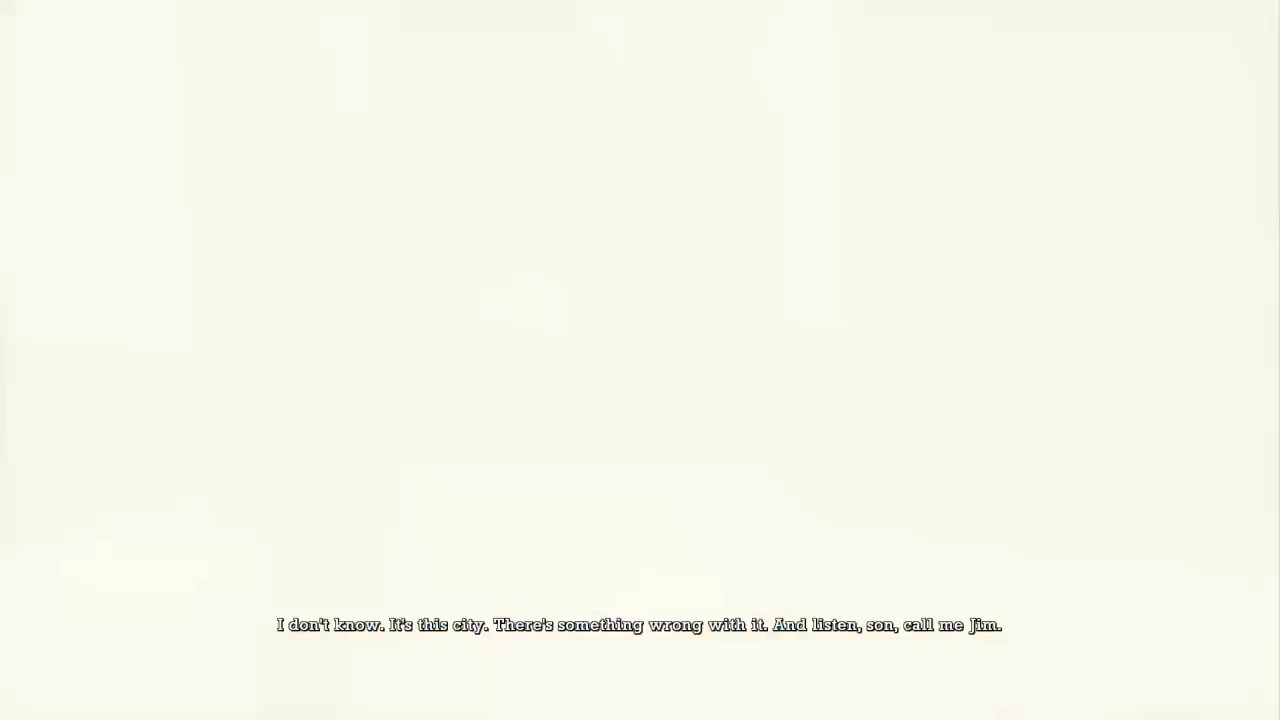 I don't know. It's this city. There's something wrong with it. And listen, son, call me Jim.